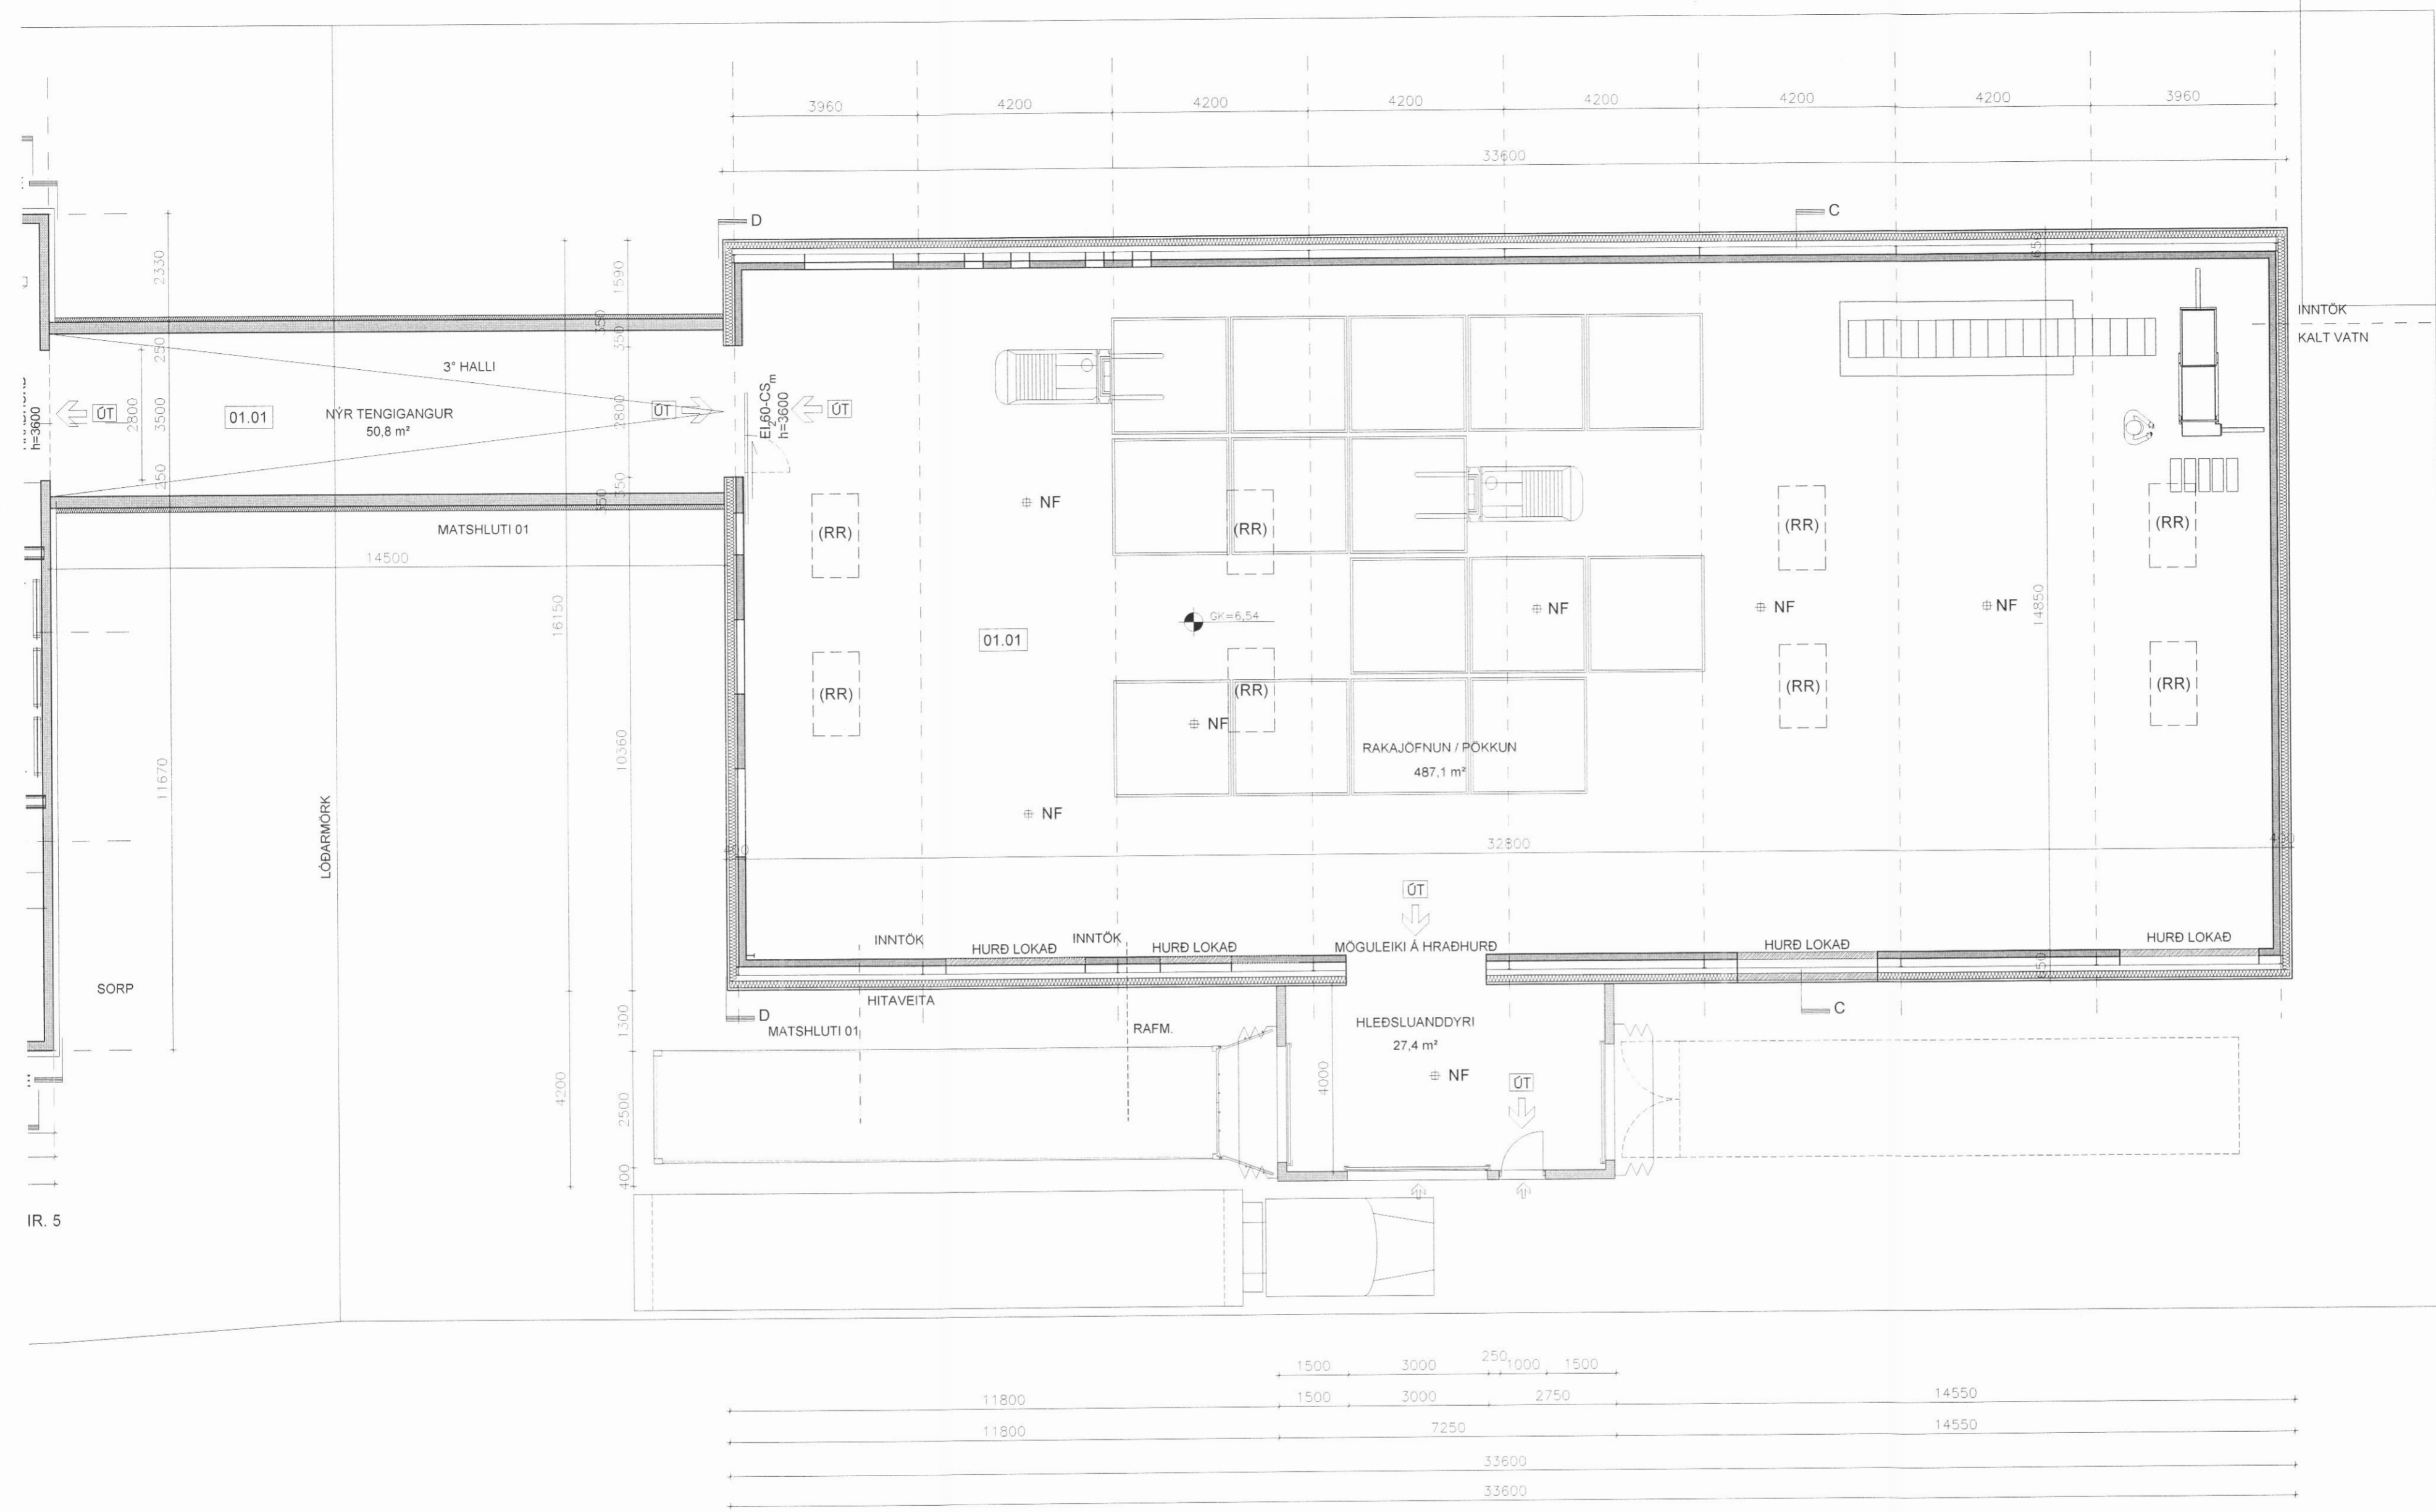 3960 4200 4200 4200 4200 4200 4200 3960
33600
D
C
2330
1590
650
INNTÖK
KALT VATN
350
350
250
3° HALLI
h=3600
ÚT
2800
3500
01.01
NÝR TENGIGANGUR
50,8 m²
ÚT
2800
EI₂60-CSm
h=3600
ÚT
250
350
350
MATSHLUTI 01
14500
NF
(RR)
(RR)
(RR)
(RR)
16150
GK=6,54
NF
NF
NF
14850
01.01
(RR)
(RR)
(RR)
(RR)
NF
11670
10360
RAKAJÖFNUN / PÖKKUN
487,1 m²
LÓÐARMÖRK
NF
32800
ÚT
INNTÖK
HURÐ LOKAÐ
INNTÖK
HURÐ LOKAÐ
MÖGULEIKI Á HRAÐHURÐ
HURÐ LOKAÐ
HURÐ LOKAÐ
650
SORP
HITAVEITA
D
MATSHLUTI 01
RAFM.
C
1300
HLEÐSLUANDDYRI
27,4 m²
NF
ÚT
4200
2500
4000
400
IR. 5
1500 3000 250 1000 1500
11800 1500 3000 2750 14550
11800 7250 14550
33600
33600